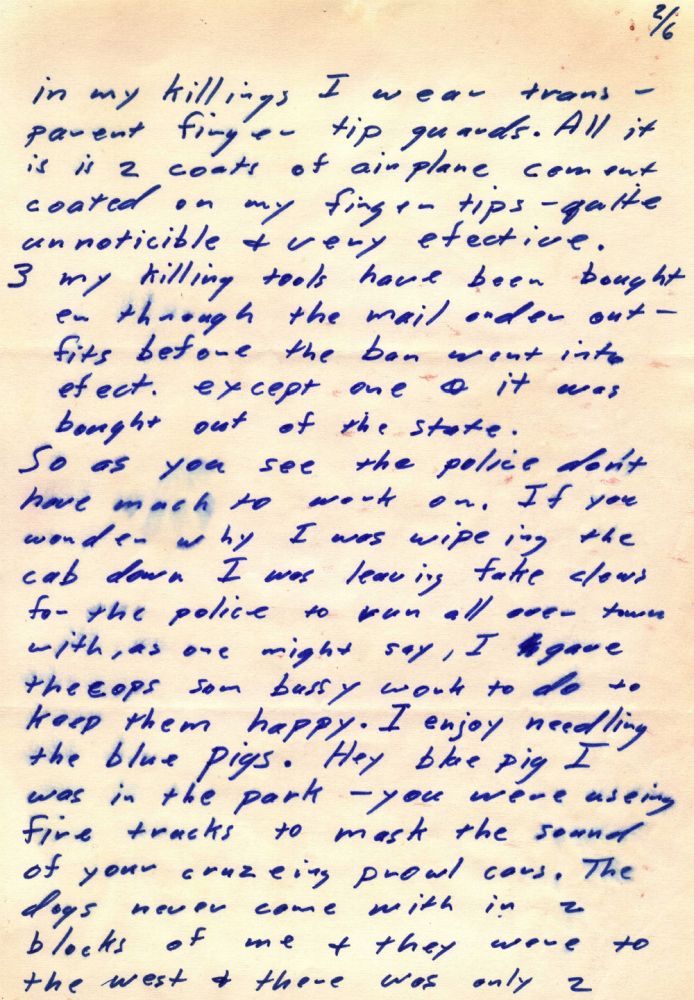 2/6
in my killings I wear trans -
parent finger tip guards. All it
is is 2 coats of airplane cement
coated on my finger tips - quite
unnoticible & very efective.
3 my killing tools have been bought
en through the mail order out -
fits before the ban went into
efect. except one & it was
bought out of the state.
So as you see the police don't
have much to work on. If you
wonder why I was wipeing the
cab down I was leaving fake clews
for the police to run all over town
with, as one might say, I gave
the cops som bussy work to do to
keep them happy. I enjoy needling
the blue pigs. Hey blue pig I
was in the park - you were useing
fire trucks to mask the sound
of your cruzeing prowl cars. The
dogs never came with in 2
blocks of me & they were to
the west & there was only 2